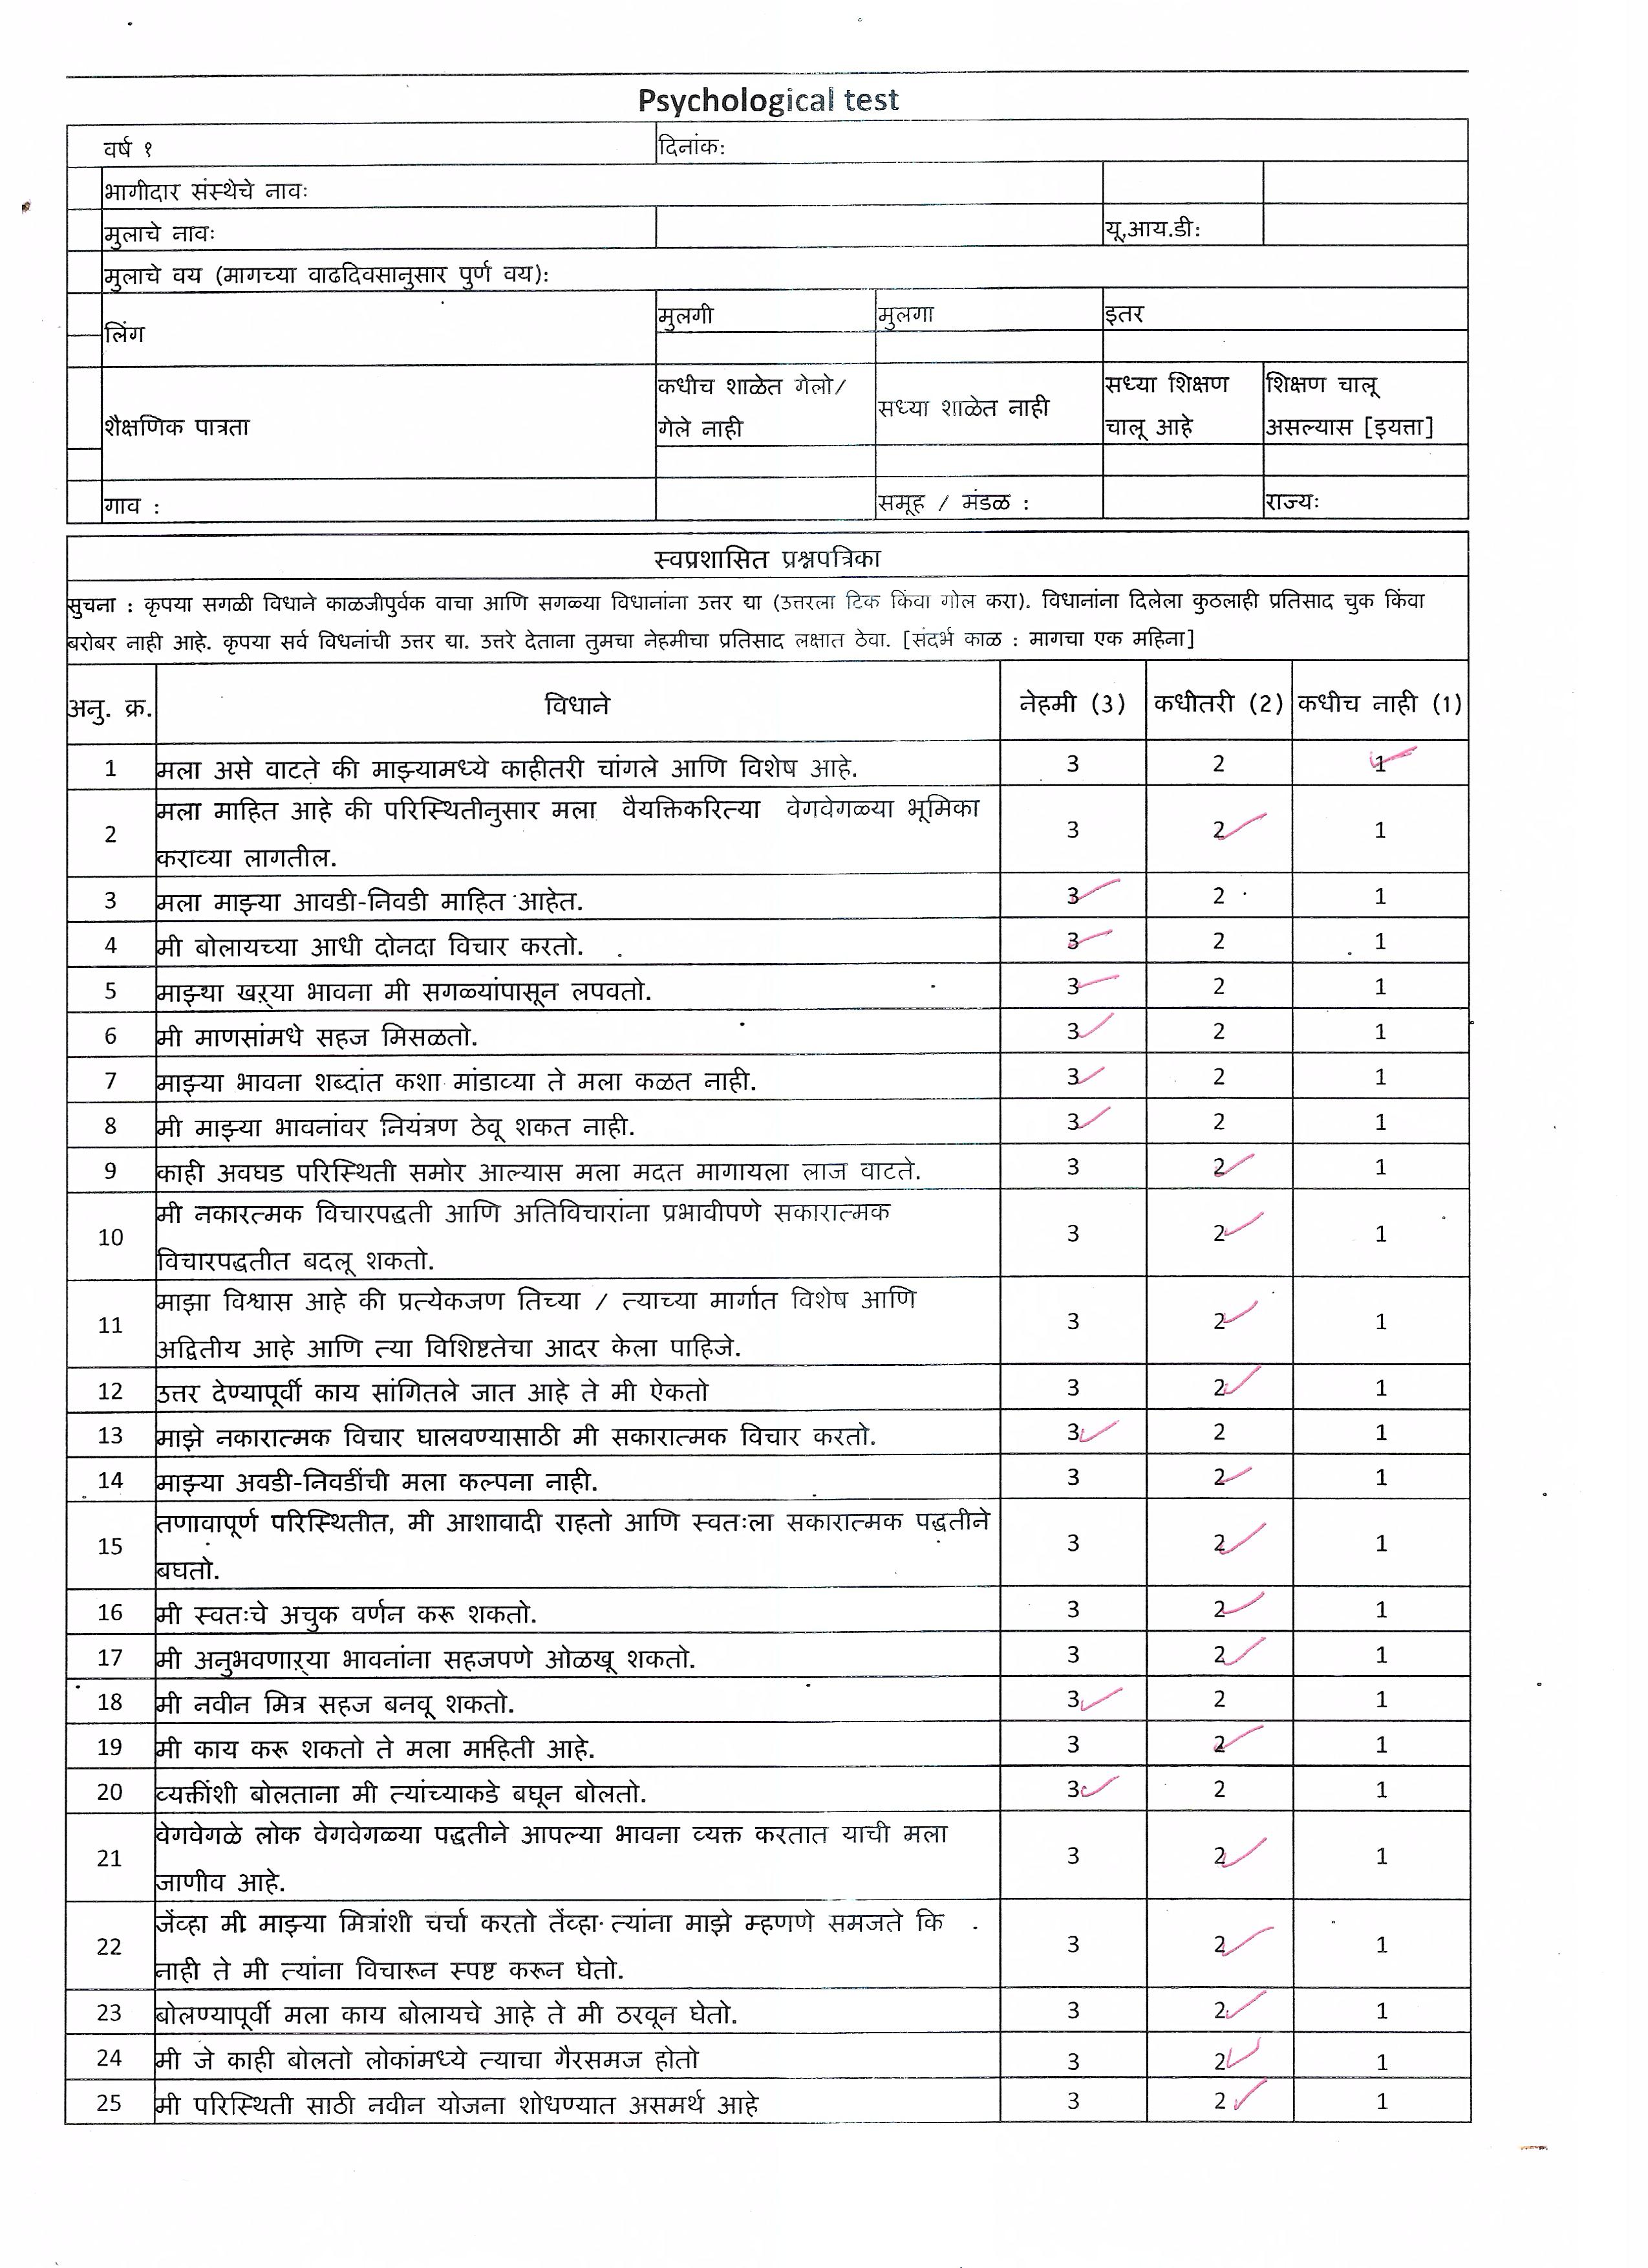 Psychological test
वर्ष १ दिनांक:
भागीदार संस्थेचे नावः
मुलाचे नावः यू.आय.डी:
मुलाचे वय (मागच्या वाढदिवसानुसार पुर्ण वय):
लिंग मुलगी मुलगा इतर
शैक्षणिक पात्रता कधीच शाळेत गेलो/ गेले नाही सध्या शाळेत नाही सध्या शिक्षण चालू आहे शिक्षण चालू असल्यास [इयत्ता]
गाव : समूह / मंडळ : राज्यः
स्वप्रशासित प्रश्नपत्रिका
सुचना : कृपया सगळी विधाने काळजीपुर्वक वाचा आणि सगळ्या विधानांना उत्तर द्या (उत्तरला टिक किंवा गोल करा). विधानांना दिलेला कुठलाही प्रतिसाद चुक किंवा
बरोबर नाही आहे. कृपया सर्व विधनांची उत्तर द्या. उत्तरे देताना तुमचा नेहमीचा प्रतिसाद लक्षात ठेवा. [संदर्भ काळ : मागचा एक महिना]
अनु. क्र. विधाने नेहमी (3) कधीतरी (2) कधीच नाही (1)
1 मला असे वाटते की माझ्यामध्ये काहीतरी चांगले आणि विशेष आहे. 3 2 1
2 मला माहित आहे की परिस्थितीनुसार मला वैयक्तिकरित्या वेगवेगळ्या भूमिका
कराव्या लागतील. 3 2 1
3 मला माझ्या आवडी-निवडी माहित आहेत. 3 2 1
4 मी बोलायच्या आधी दोनदा विचार करतो. 3 2 1
5 माझ्या खऱ्या भावना मी सगळ्यांपासून लपवतो. 3 2 1
6 मी माणसांमधे सहज मिसळतो. 3 2 1
7 माझ्या भावना शब्दांत कशा मांडाव्या ते मला कळत नाही. 3 2 1
8 मी माझ्या भावनांवर नियंत्रण ठेवू शकत नाही. 3 2 1
9 काही अवघड परिस्थिती समोर आल्यास मला मदत मागायला लाज वाटते. 3 2 1
10 मी नकारत्मक विचारपद्धती आणि अतिविचारांना प्रभावीपणे सकारात्मक
विचारपद्धतीत बदलू शकतो. 3 2 1
11 माझा विश्वास आहे की प्रत्येकजण तिच्या / त्याच्या मार्गात विशेष आणि
अद्वितीय आहे आणि त्या विशिष्टतेचा आदर केला पाहिजे. 3 2 1
12 उत्तर देण्यापूर्वी काय सांगितले जात आहे ते मी ऐकतो 3 2 1
13 माझे नकारात्मक विचार घालवण्यासाठी मी सकारात्मक विचार करतो. 3 2 1
14 माझ्या अवडी-निवडींची मला कल्पना नाही. 3 2 1
15 तणावापूर्ण परिस्थितीत, मी आशावादी राहतो आणि स्वतःला सकारात्मक पद्धतीने
बघतो. 3 2 1
16 मी स्वतःचे अचुक वर्णन करू शकतो. 3 2 1
17 मी अनुभवणाऱ्या भावनांना सहजपणे ओळखू शकतो. 3 2 1
18 मी नवीन मित्र सहज बनवू शकतो. 3 2 1
19 मी काय करू शकतो ते मला माहिती आहे. 3 2 1
20 व्यक्तींशी बोलताना मी त्यांच्याकडे बघून बोलतो. 3 2 1
21 वेगवेगळे लोक वेगवेगळ्या पद्धतीने आपल्या भावना व्यक्त करतात याची मला
जाणीव आहे. 3 2 1
22 जेंव्हा मी माझ्या मित्रांशी चर्चा करतो तेंव्हा त्यांना माझे म्हणणे समजते कि
नाही ते मी त्यांना विचारून स्पष्ट करून घेतो. 3 2 1
23 बोलण्यापूर्वी मला काय बोलायचे आहे ते मी ठरवून घेतो. 3 2 1
24 मी जे काही बोलतो लोकांमध्ये त्याचा गैरसमज होतो 3 2 1
25 मी परिस्थिती साठी नवीन योजना शोधण्यात असमर्थ आहे 3 2 1